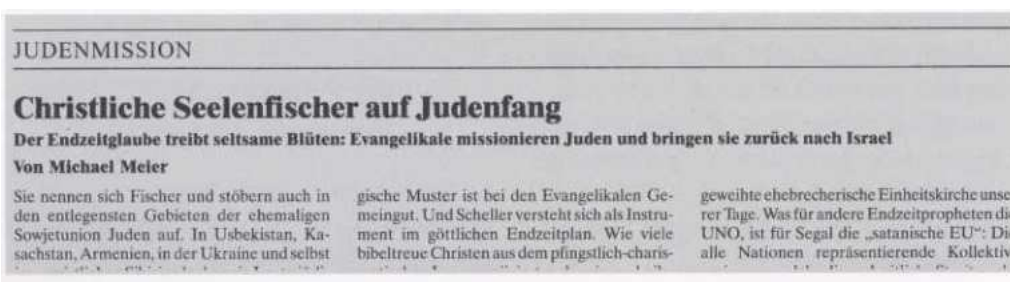 JUDENMISSION
Christliche Seelenfischer auf Judenfang
Der Endzeitglaube treibt seltsame Blüten: Evangelikale missionieren Juden und bringen sie zurück nach Israel
Von Michael Meier
Sie nennen sich Fischer und stöbern auch in
den entlegensten Gebieten der ehemaligen
Sowjetunion Juden auf. In Usbekistan, Ka-
sachstan, Armenien, in der Ukraine und selbst
gische Muster ist bei den Evangelikalen Ge-
meingut. Und Scheller versteht sich als Instru-
ment im göttlichen Endzeitplan. Wie viele
bibeltreue Christen aus dem pfingstlich-charis-
geweihte ehebrecherische Einheitskirche unse
rer Tage. Was für andere Endzeitpropheten di
UNO, ist für Segal die „satanische EU“: Di
alle Nationen repräsentierende Kollektiv